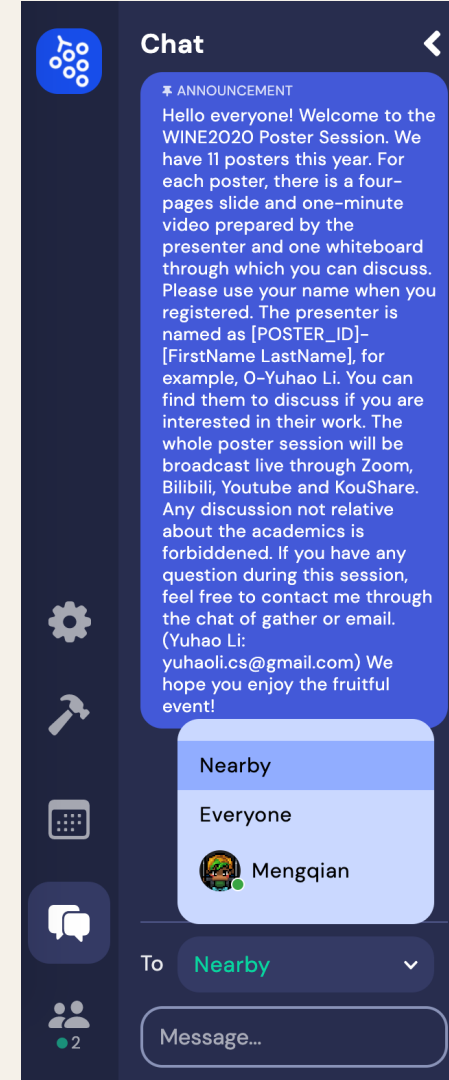 Chat
ANNOUNCEMENT
Hello everyone! Welcome to the
WINE2020 Poster Session. We
have 11 posters this year. For
each poster, there is a four-
pages slide and one-minute
video prepared by the
presenter and one whiteboard
through which you can discuss.
Please use your name when you
registered. The presenter is
named as [POSTER_ID]-
[FirstName LastName], for
example, 0-Yuhao Li. You can
find them to discuss if you are
interested in their work. The
whole poster session will be
broadcast live through Zoom,
Bilibili, Youtube and KouShare.
Any discussion not relative
about the academics is
forbiddened. If you have any
question during this session,
feel free to contact me through
the chat of gather or email.
(Yuhao Li:
yuhaoli.cs@gmail.com) We
hope you enjoy the fruitful
event!
Nearby
Everyone
Mengqian
To Nearby
Message...
2